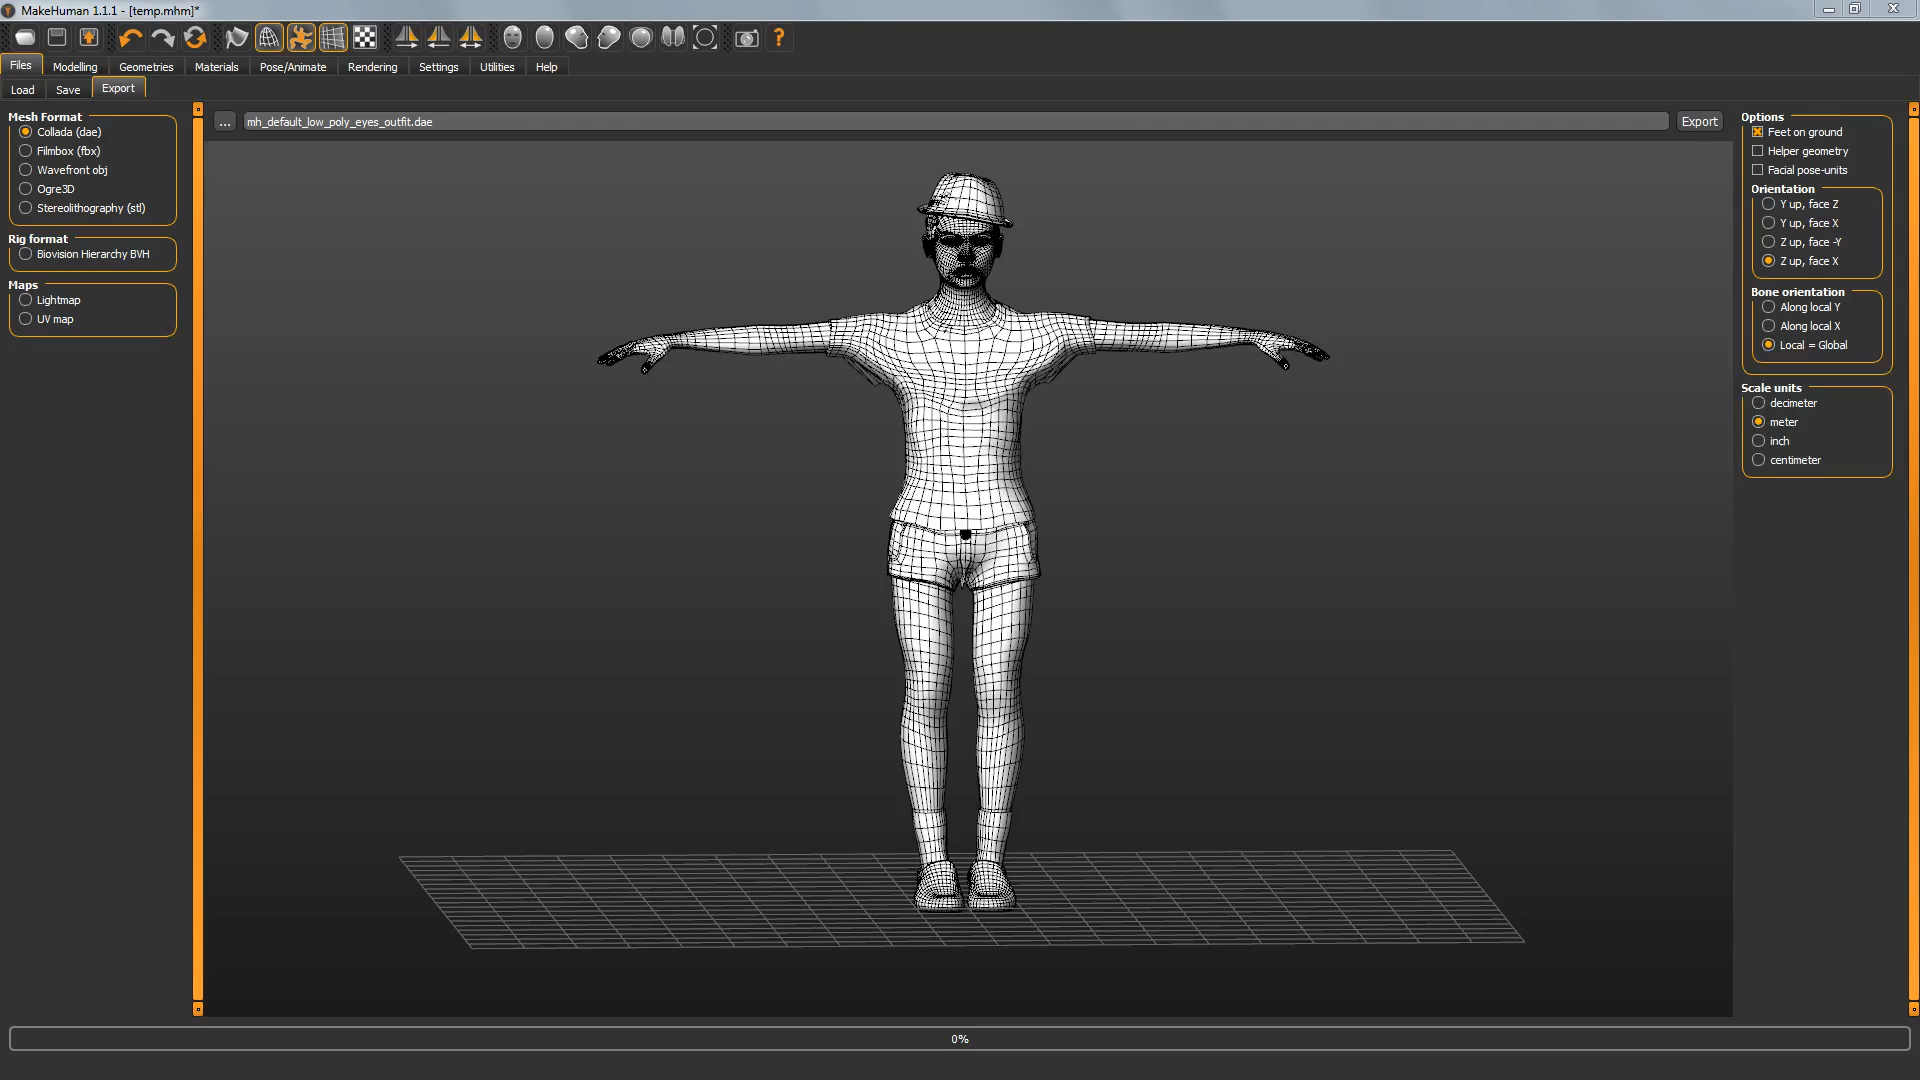 MakeHuman 1.1.1 - [temp.mhm]*
Files Modelling Geometries Materials Pose/Animate Rendering Settings Utilities Help
Load Save Export
Mesh Format
Collada (dae)
Filmbox (fbx)
Wavefront obj
Ogre3D
Stereolithography (stl)
Rig format
Biovision Hierarchy BVH
Maps
Lightmap
UV map
... mh_default_low_poly_eyes_outfit.dae Export
Options
Feet on ground
Helper geometry
Facial pose-units
Orientation
Y up, face Z
Y up, face X
Z up, face -Y
Z up, face X
Bone orientation
Along local Y
Along local X
Local = Global
Scale units
decimeter
meter
inch
centimeter
0%